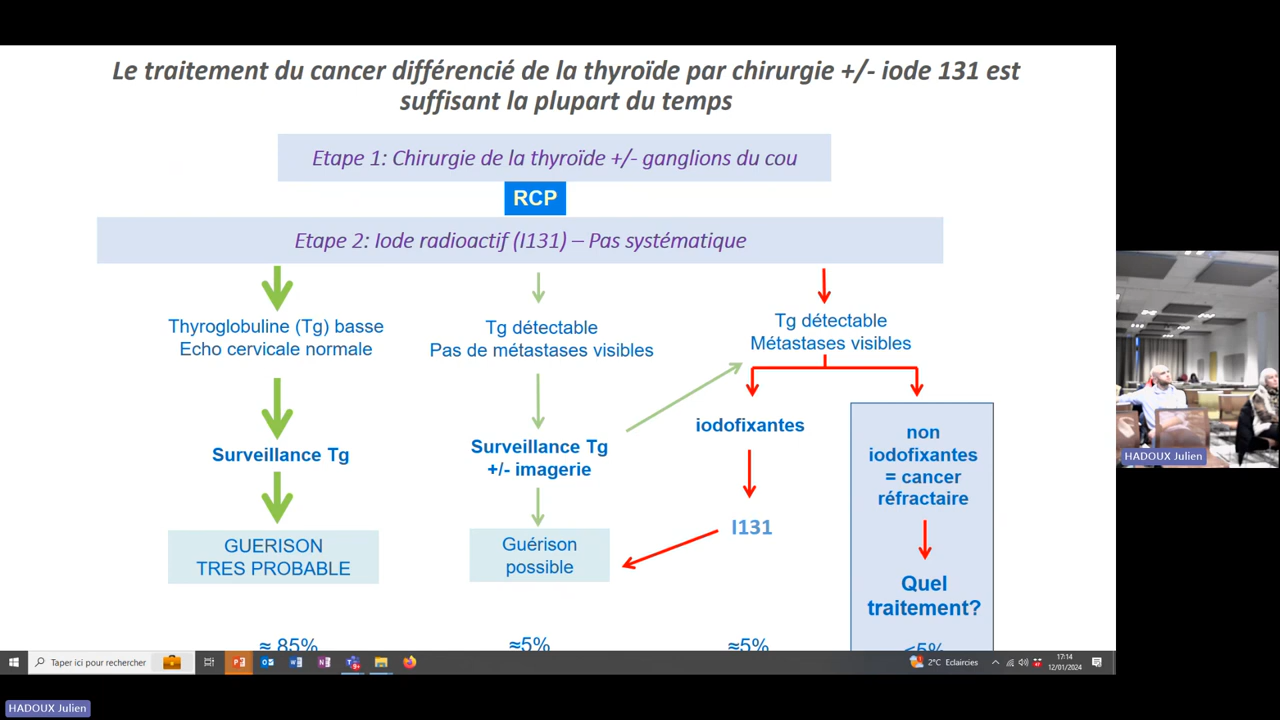 Le traitement du cancer différencié de la thyroïde par chirurgie +/- iode 131 est
suffisant la plupart du temps
Etape 1: Chirurgie de la thyroïde +/- ganglions du cou
RCP
Etape 2: Iode radioactif (I131) – Pas systématique
Thyroglobuline (Tg) basse
Echo cervicale normale
Surveillance Tg
GUERISON
TRES PROBABLE
≈ 85%
Tg détectable
Pas de métastases visibles
Surveillance Tg
+/- imagerie
Guérison
possible
≈5%
Tg détectable
Métastases visibles
iodofixantes
I131
≈5%
non
iodofixantes
= cancer
réfractaire
Quel
traitement?
<5%
HADOUX Julien
Taper ici pour rechercher
2°C Eclaircies
17:14
12/01/2024
HADOUX Julien